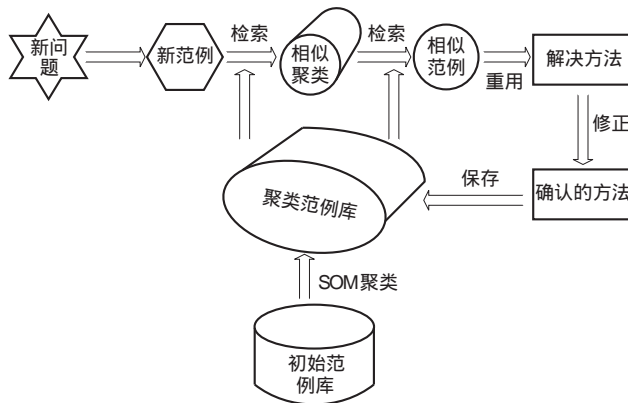 新问
题
新范例
检索
相似
聚类
检索
相似
范例
重用
解决方法
修正
聚类范例库
保存
确认的方法
SOM聚类
初始范
例库